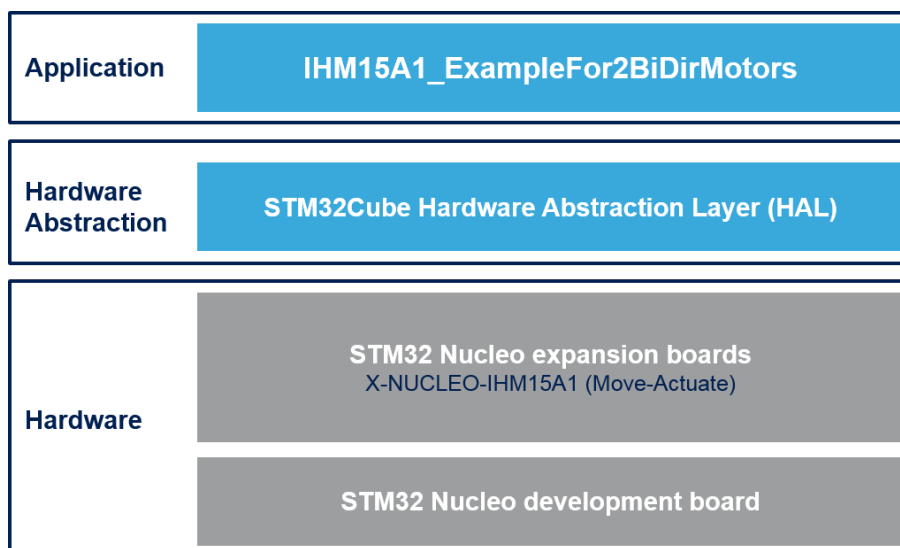 Application
IHM15A1_ExampleFor2BiDirMotors
Hardware
Abstraction
STM32Cube Hardware Abstraction Layer (HAL)
Hardware
STM32 Nucleo expansion boards
X-NUCLEO-IHM15A1 (Move-Actuate)
STM32 Nucleo development board